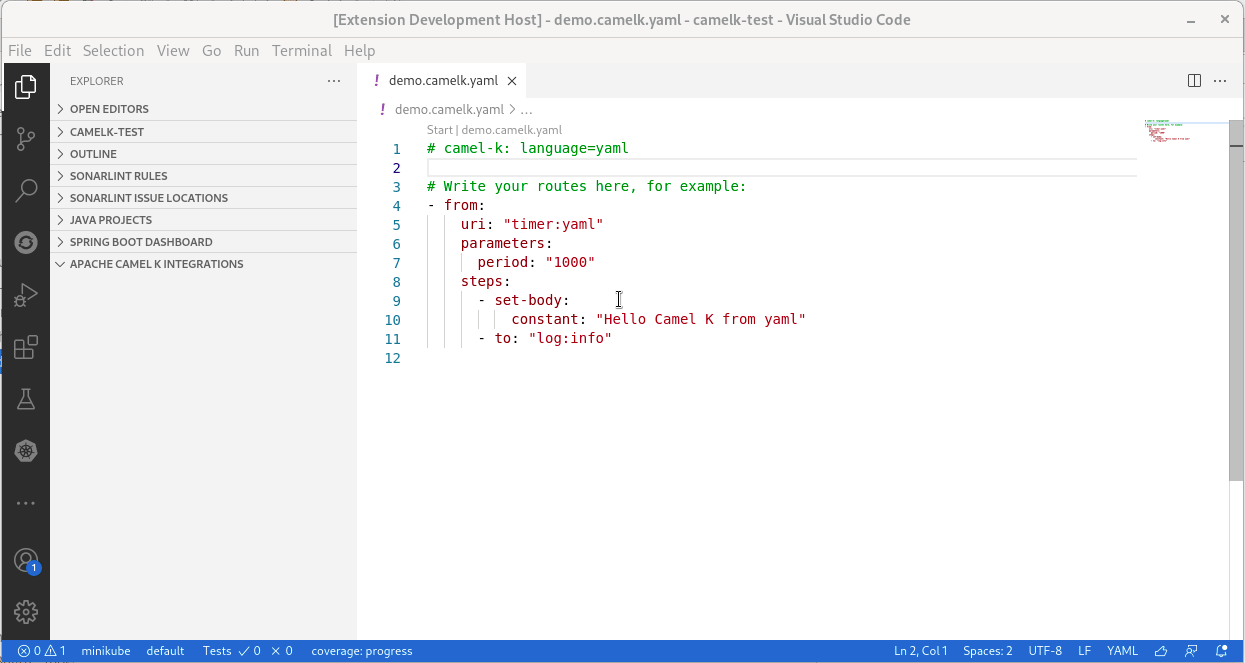 [Extension Development Host] - demo.camelk.yaml - camelk-test - Visual Studio Code
File Edit Selection View Go Run Terminal Help
EXPLORER
OPEN EDITORS
CAMELK-TEST
OUTLINE
SONARLINT RULES
SONARLINT ISSUE LOCATIONS
JAVA PROJECTS
SPRING BOOT DASHBOARD
APACHE CAMEL K INTEGRATIONS
1
! demo.camelk.yaml
! demo.camelk.yaml > ...
Start | demo.camelk.yaml
1 # camel-k: language=yaml
2
3 # Write your routes here, for example:
4 - from:
5     uri: "timer:yaml"
6     parameters:
7       period: "1000"
8     steps:
9       - set-body:
10           constant: "Hello Camel K from yaml"
11       - to: "log:info"
12
0 1 minikube default Tests 0 0 coverage: progress Ln 2, Col 1 Spaces: 2 UTF-8 LF YAML